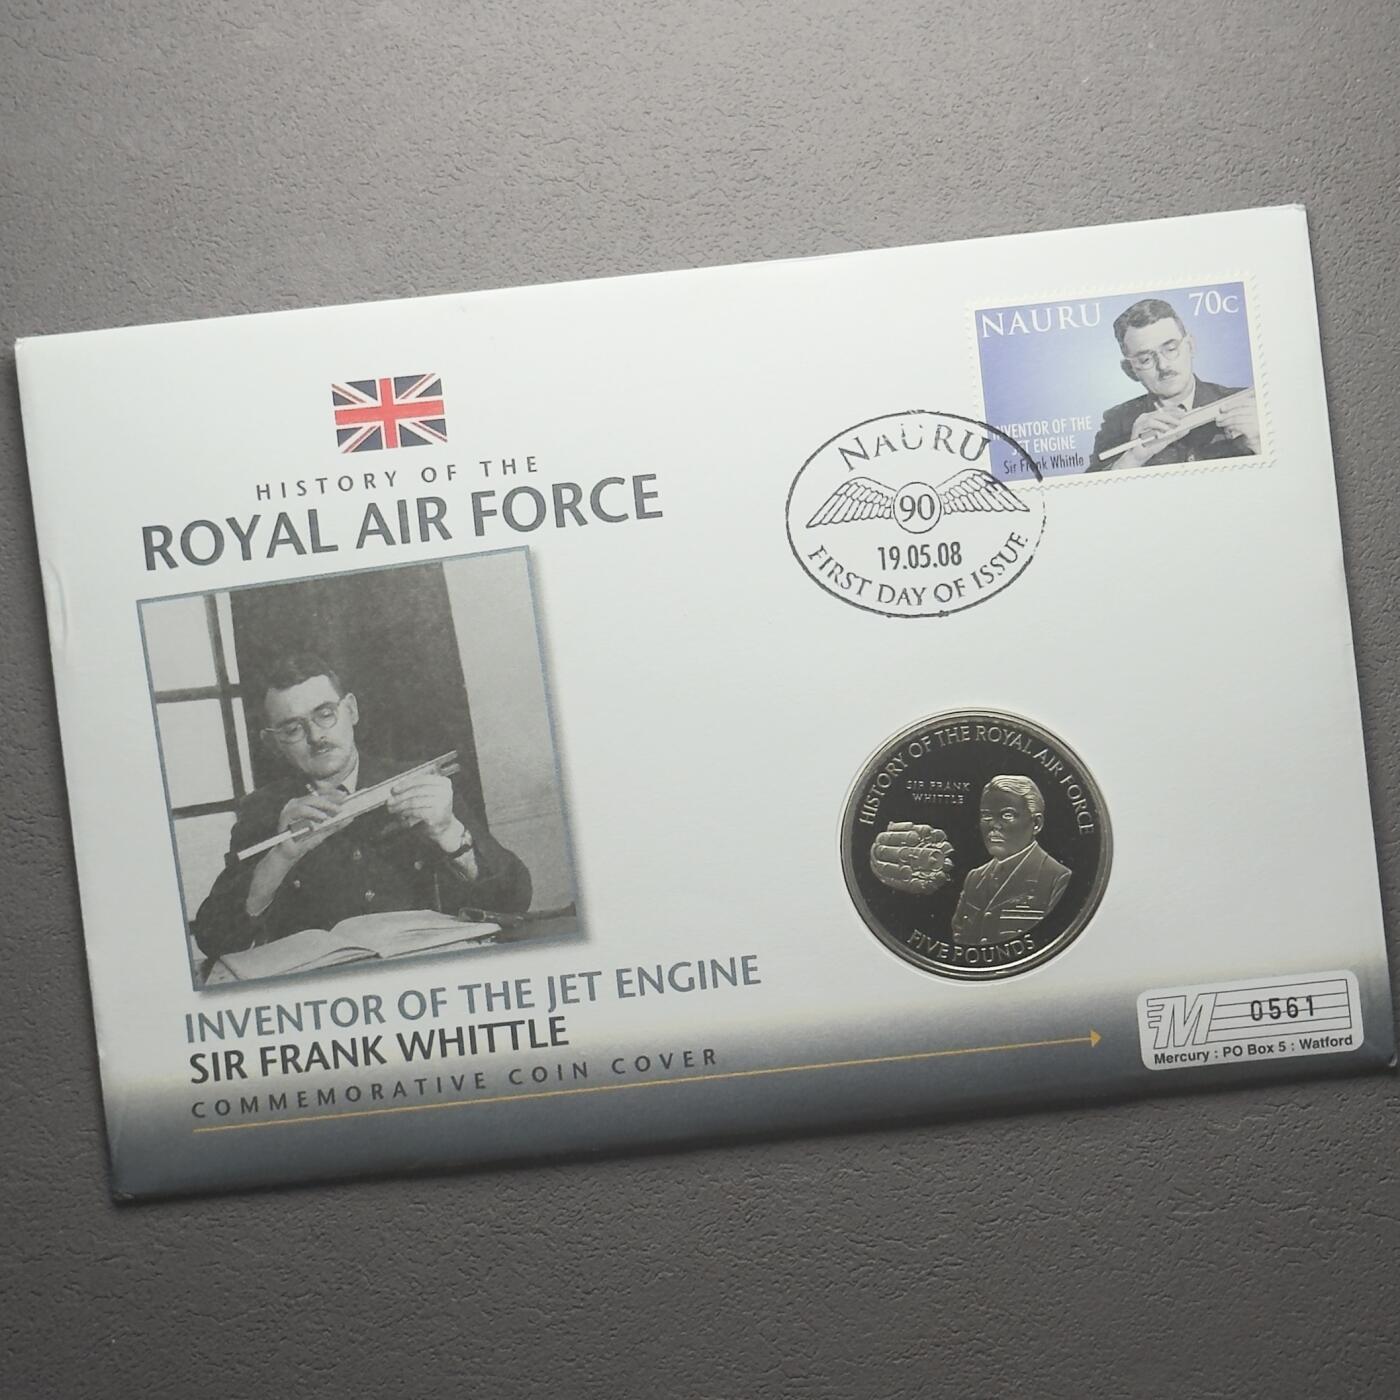 HISTORY OF THE
ROYAL AIR FORCE
INVENTOR OF THE JET ENGINE
SIR FRANK WHITTLE
COMMEMORATIVE COIN COVER
NAURU 70c
INVENTOR OF THE
JET ENGINE
Sir Frank Whittle
NAURU
90
19.05.08
FIRST DAY OF ISSUE
HISTORY OF THE ROYAL AIR FORCE
SIR FRANK
WHITTLE
FIVE POUNDS
M 0561
Mercury : PO Box 5 : Watford